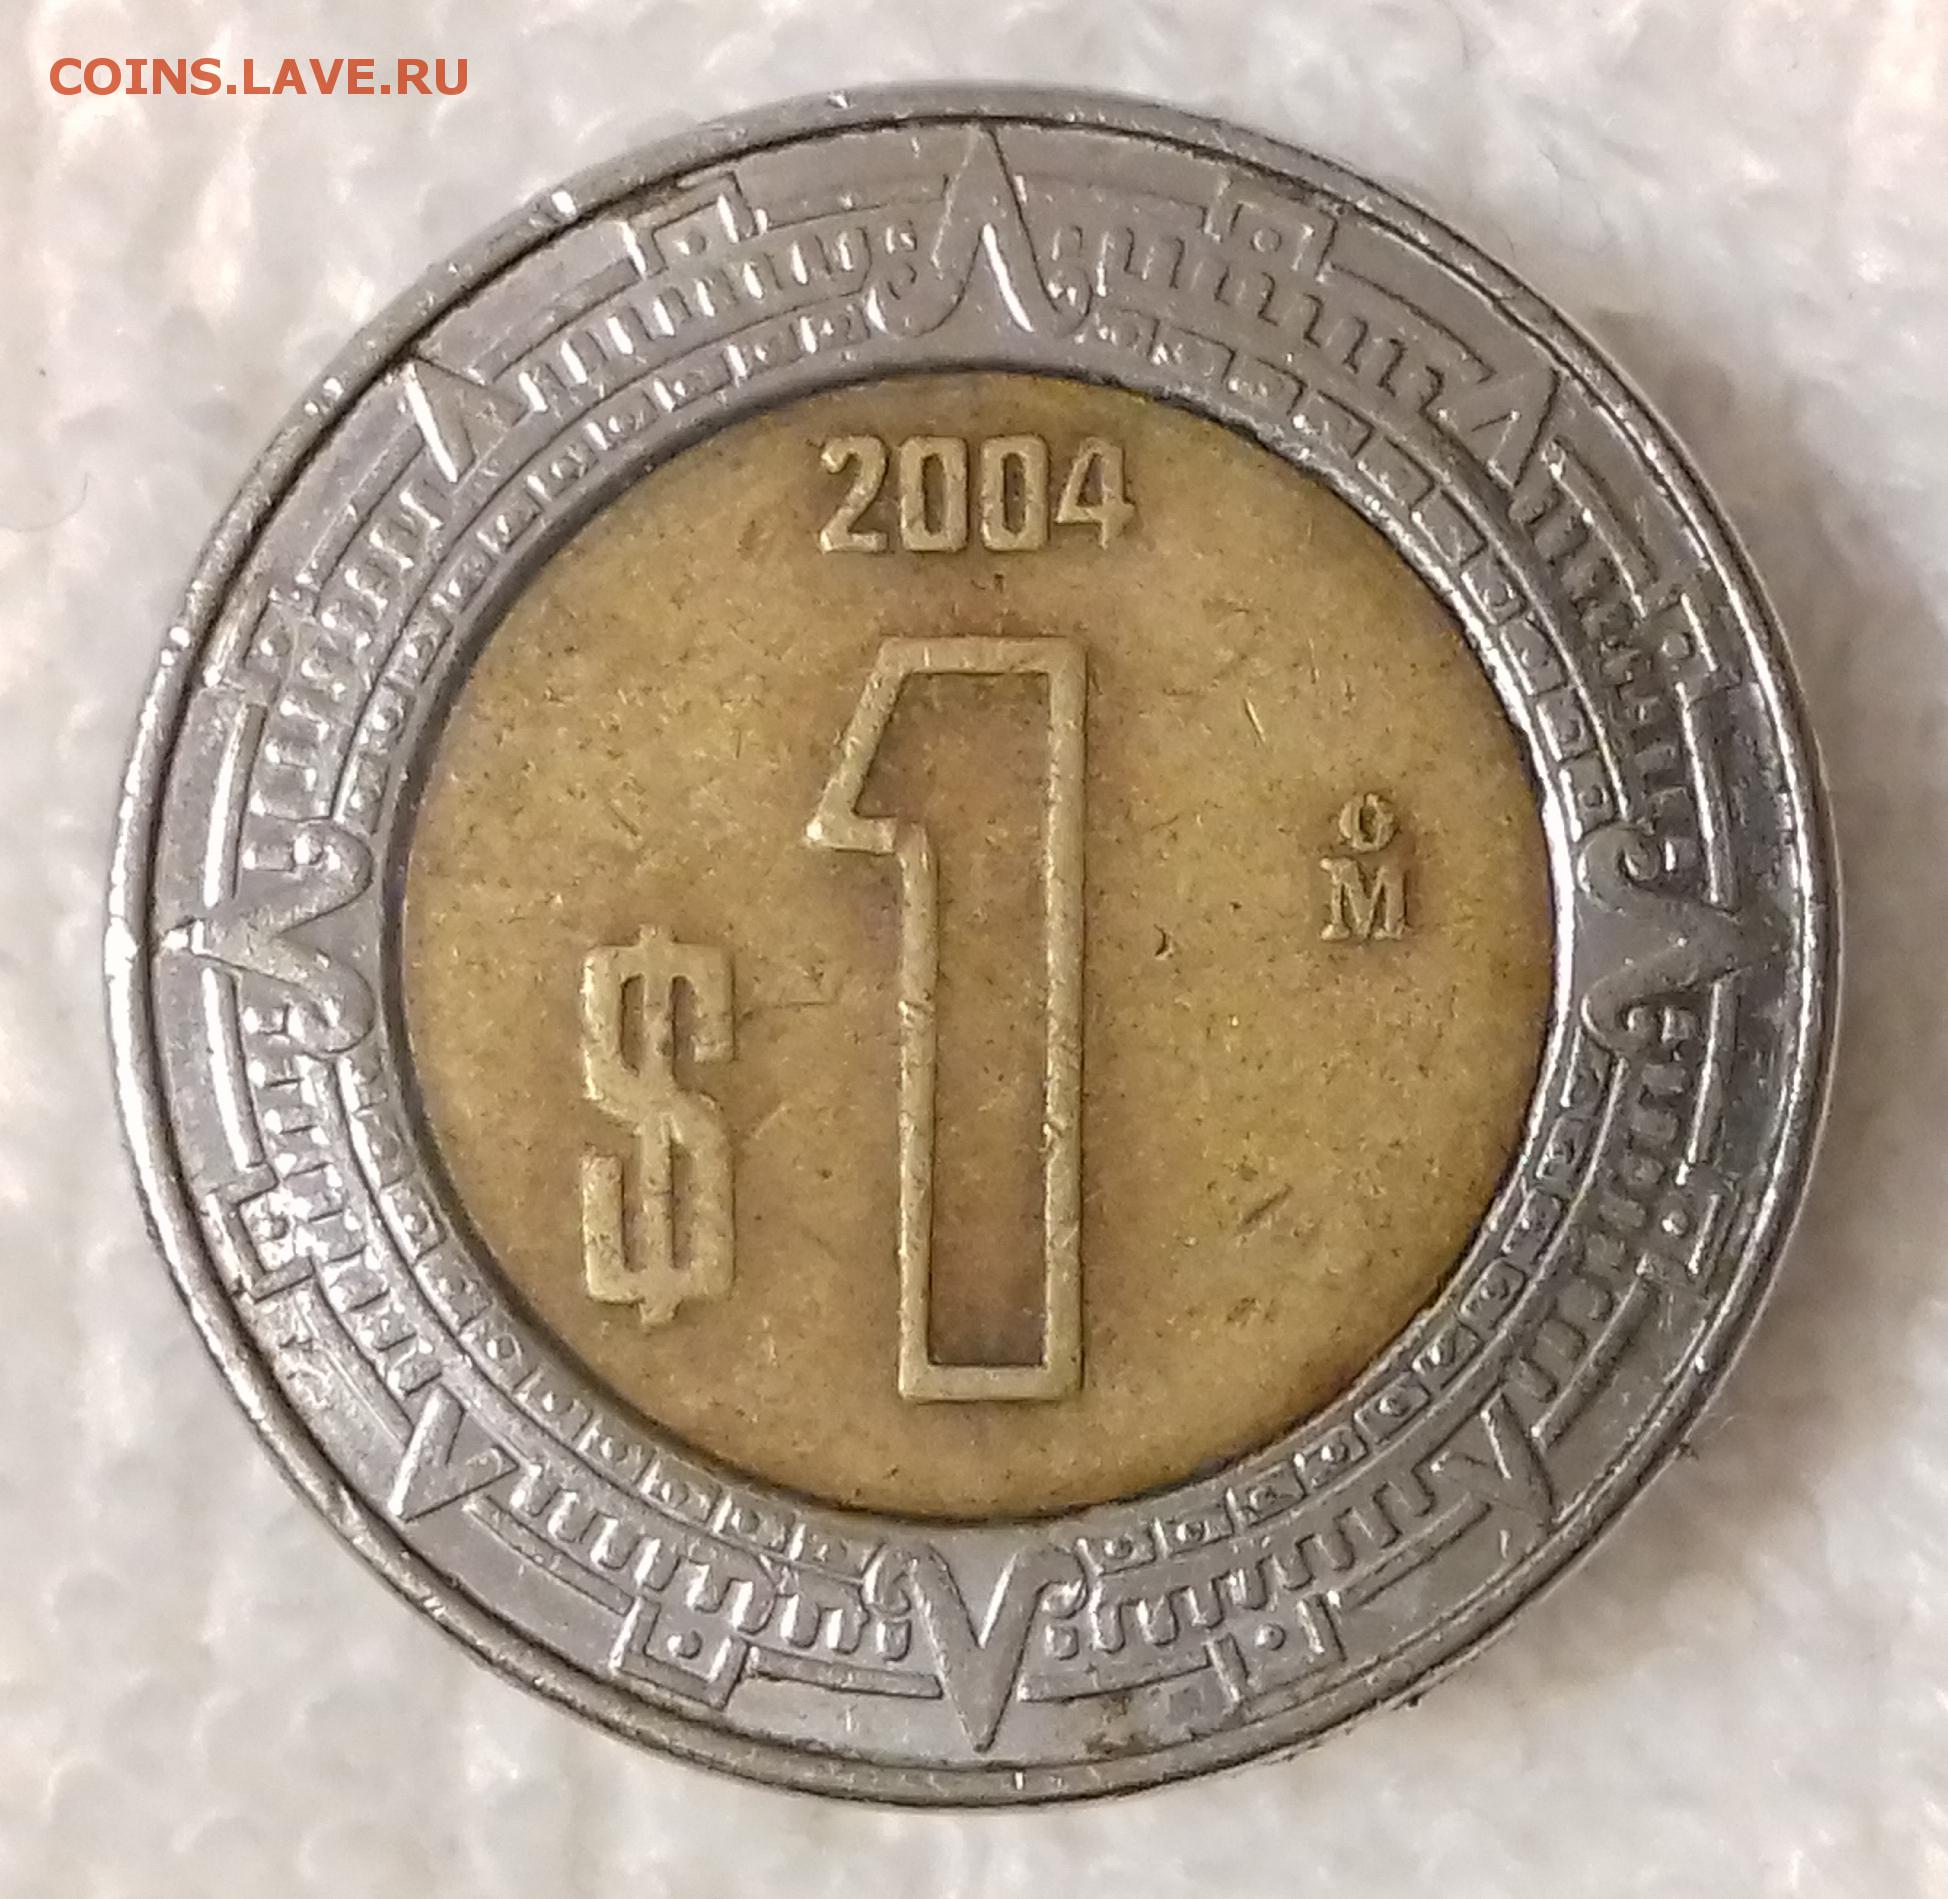 COINS.LAVE.RU
2004
$1
o
M